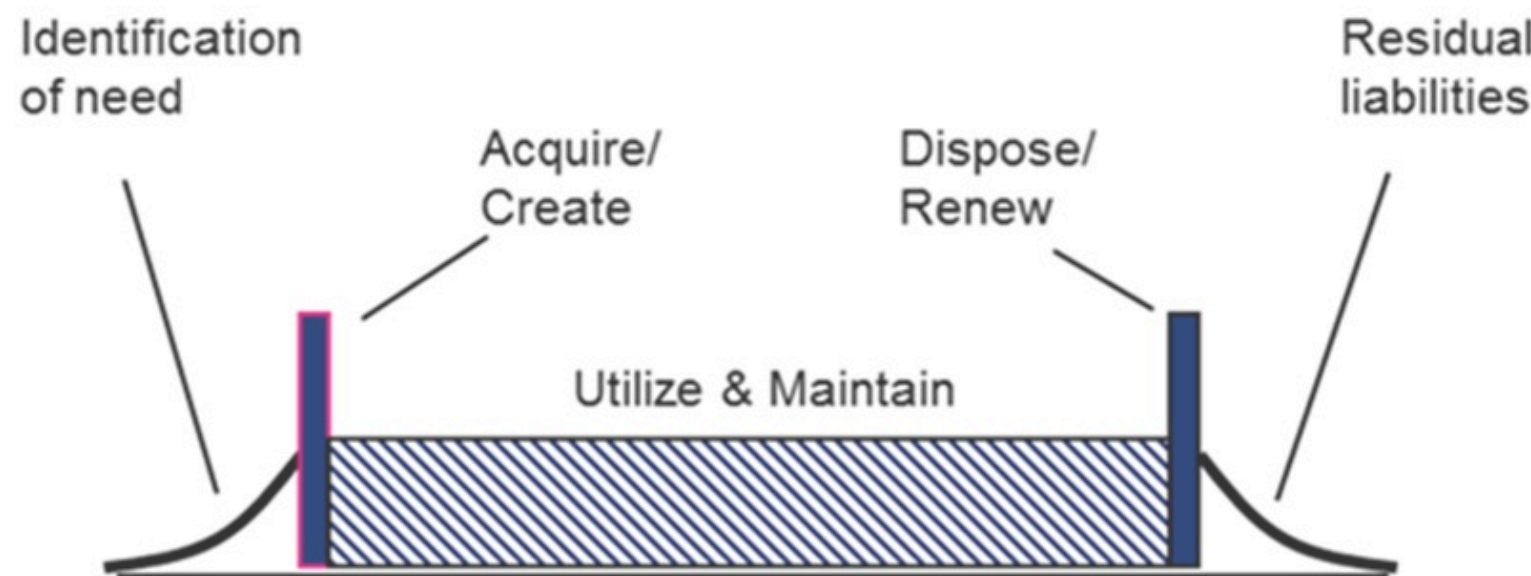 Identification
of need
Residual
liabilities
Acquire/
Create
Dispose/
Renew
Utilize & Maintain